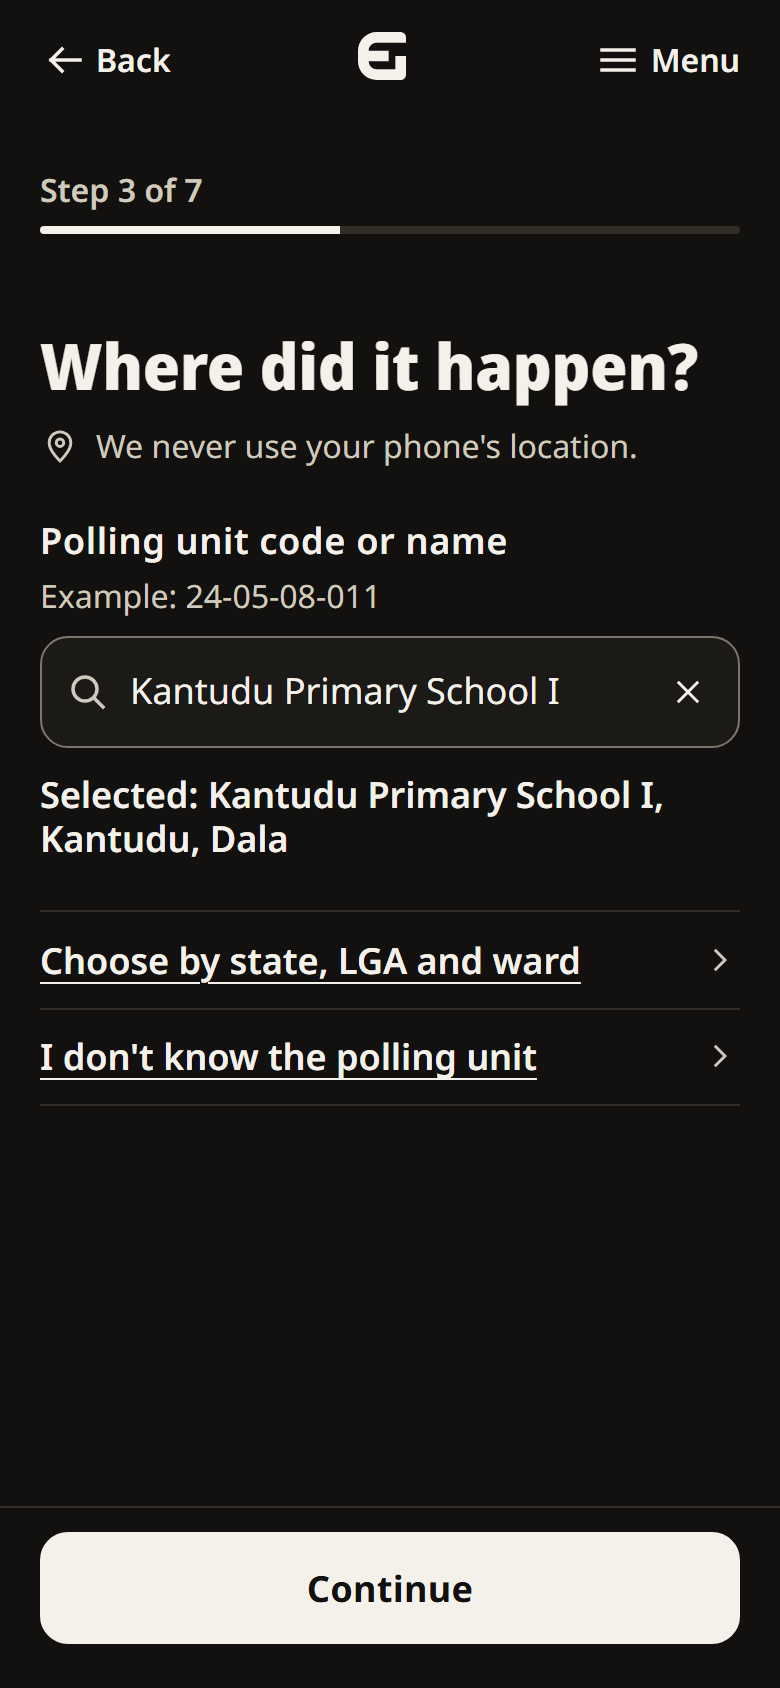 Back
Menu
Step 3 of 7
Where did it happen?
We never use your phone's location.
Polling unit code or name
Example: 24-05-08-011
Kantudu Primary School I
Selected: Kantudu Primary School I,
Kantudu, Dala
Choose by state, LGA and ward
I don't know the polling unit
Continue